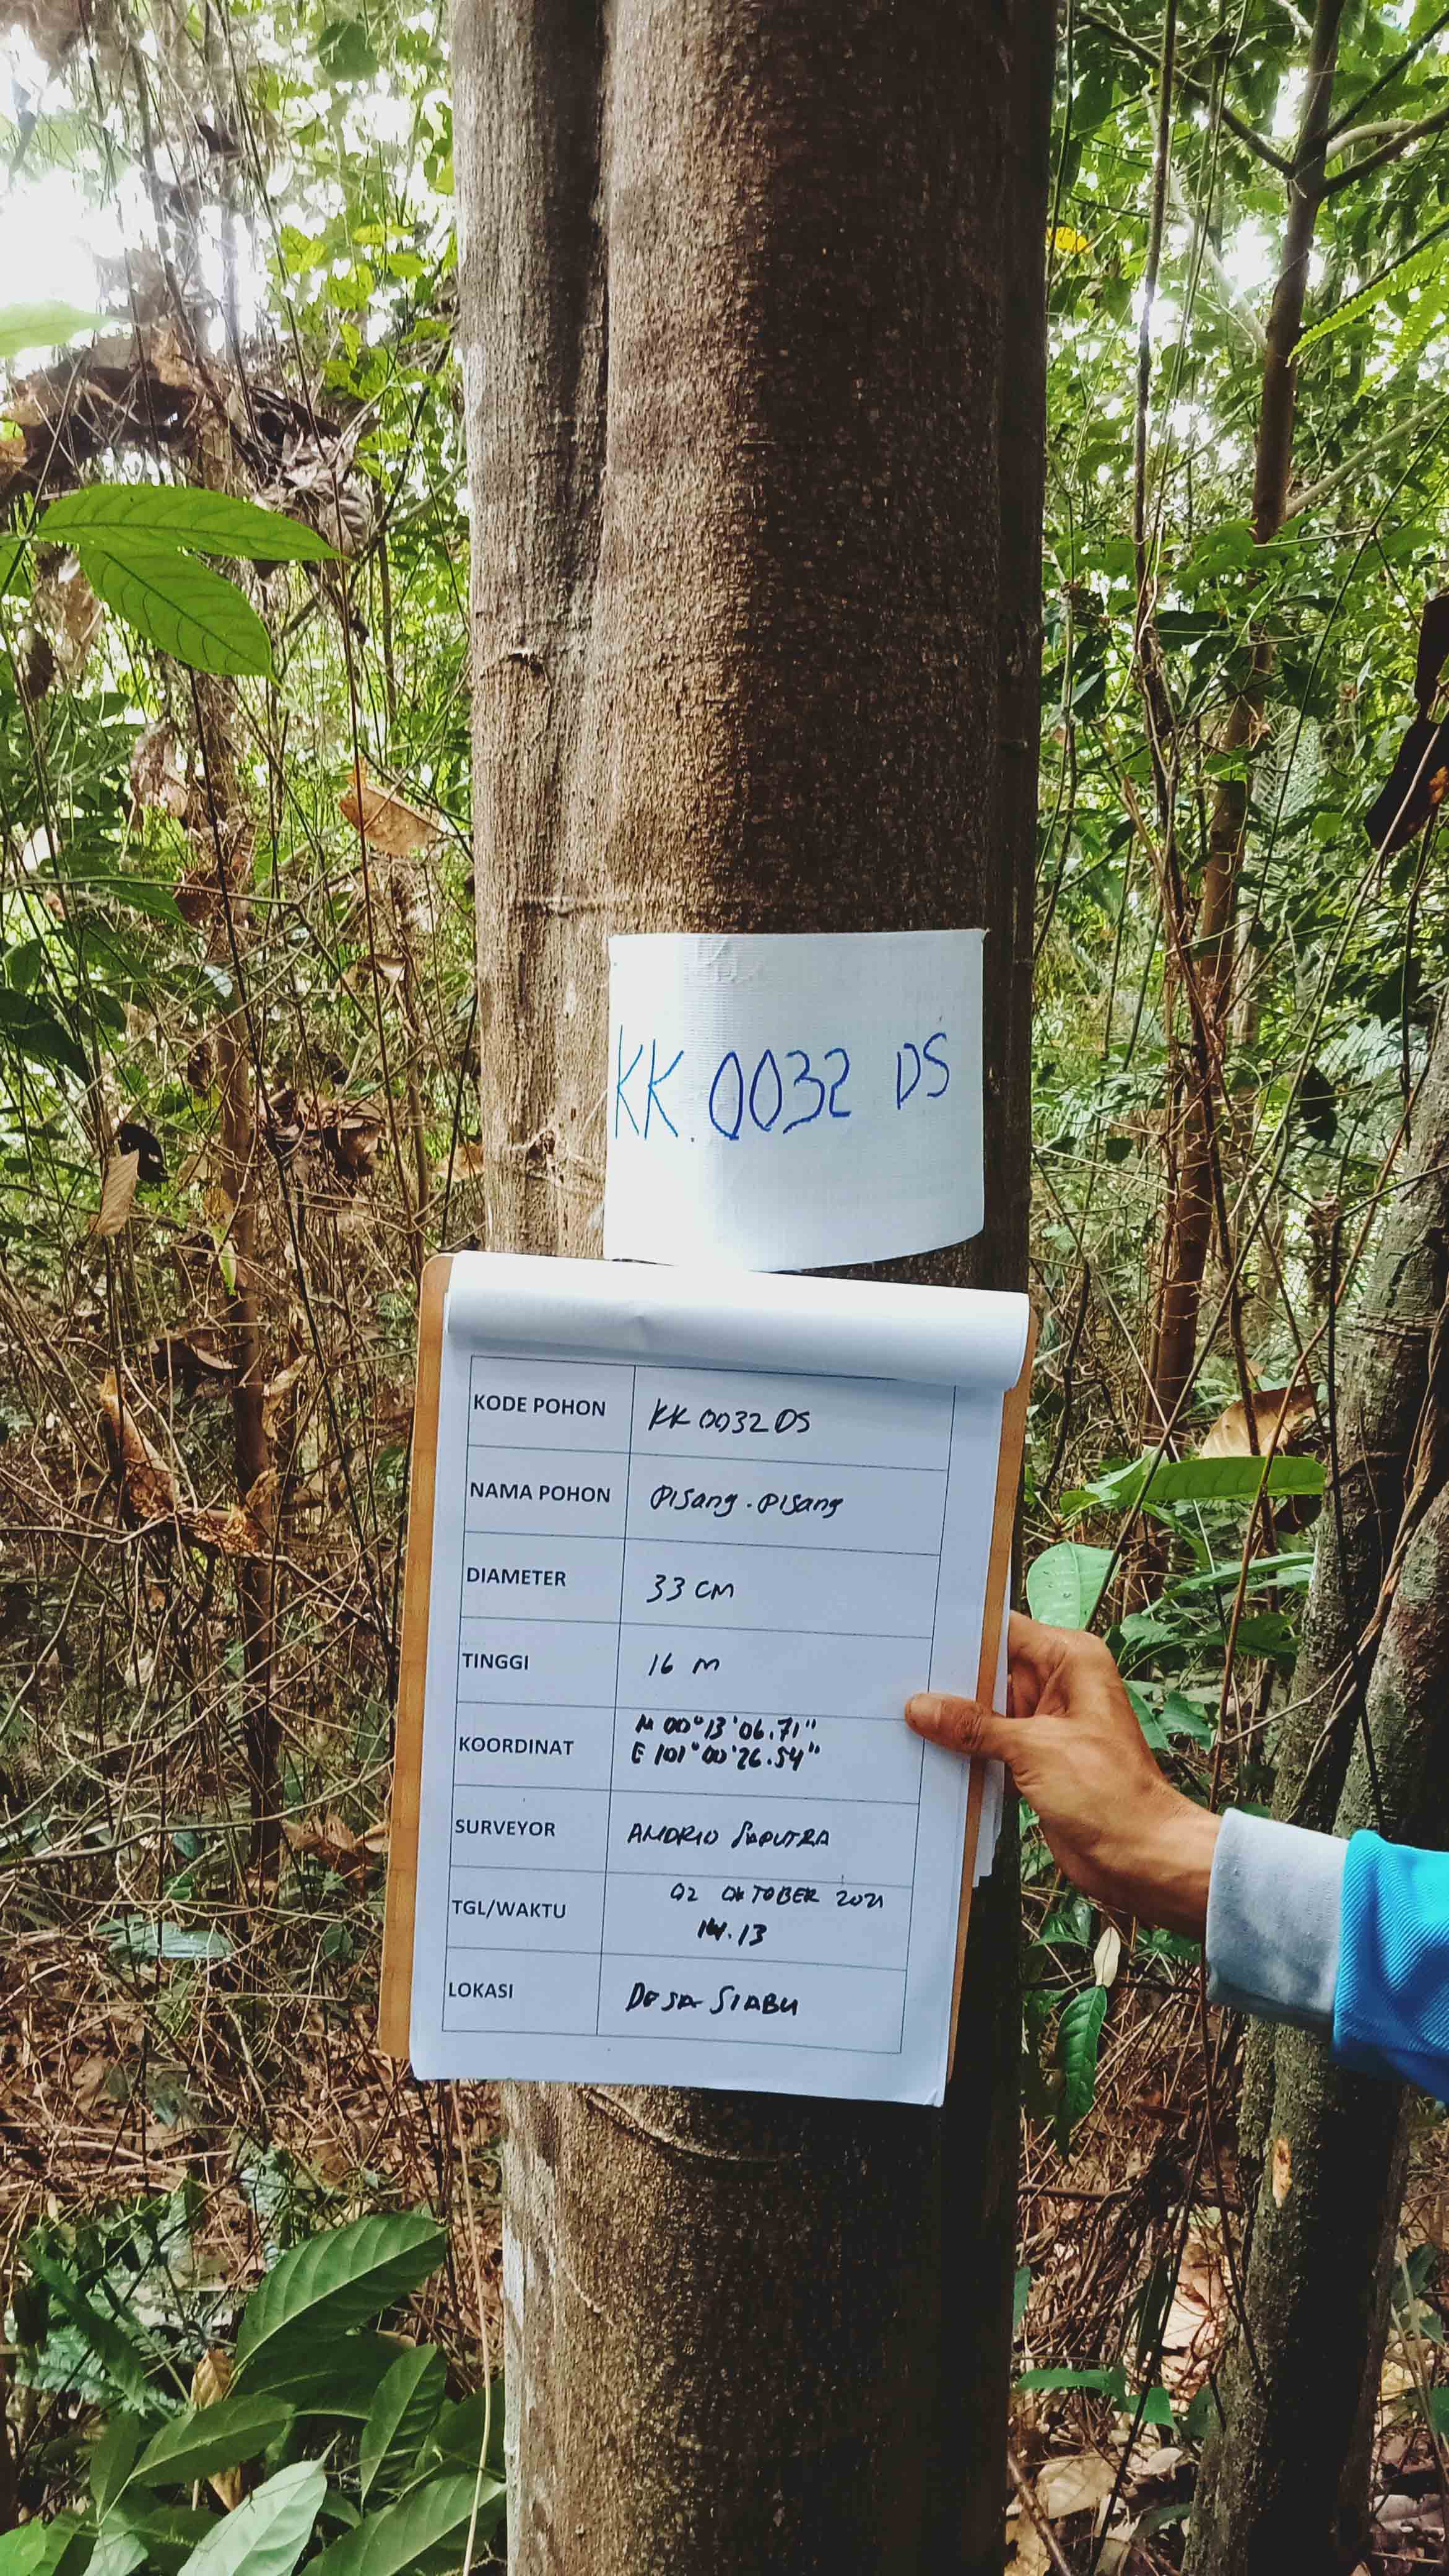 KK.0032 DS
KODE POHON KK 0032 DS
NAMA POHON Pisang-Pisang
DIAMETER 33 CM
TINGGI 16 M
KOORDINAT N 00°13'06.71"
E 101°00'26.54"
SURVEYOR ANDRIO SAPUTRA
TGL/WAKTU 02 OKTOBER 2021
14.13
LOKASI DESA SIABU